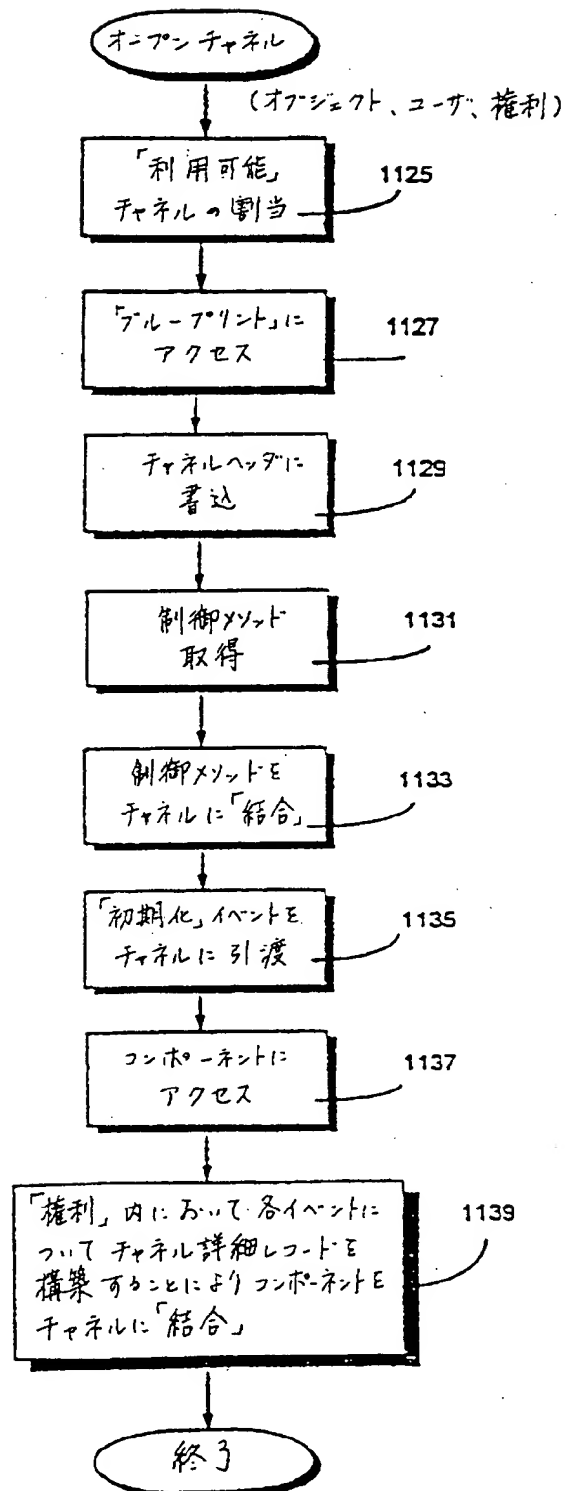 オープン チャネル
(オブジェクト、ユーザ、権利)
「利用可能」
チャネルの割当
1125
「ブループリント」に
アクセス
1127
チャネルヘッダに
書込
1129
制御メソッド
取得
1131
制御メソッドを
チャネルに「結合」
1133
「初期化」イベントを
チャネルに引渡
1135
コンポーネントに
アクセス
1137
「権利」内において各イベントに
ついてチャネル詳細レコードを
構築することによりコンポーネントを
チャネルに「結合」
1139
終了